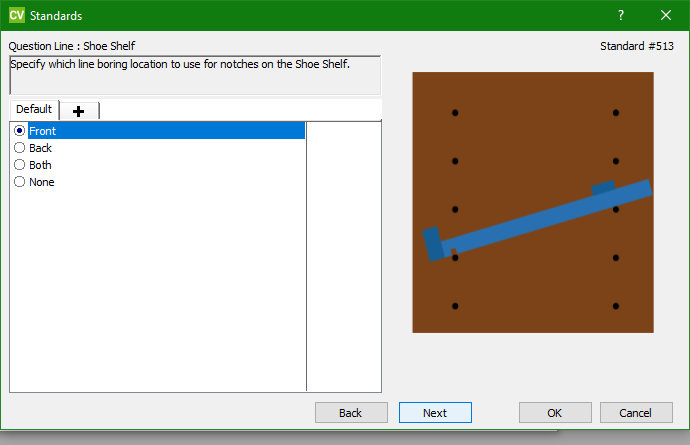 CV Standards ?
Question Line : Shoe Shelf Standard #513
Specify which line boring location to use for notches on the Shoe Shelf.
Default
Front
Back
Both
None
Back Next OK Cancel